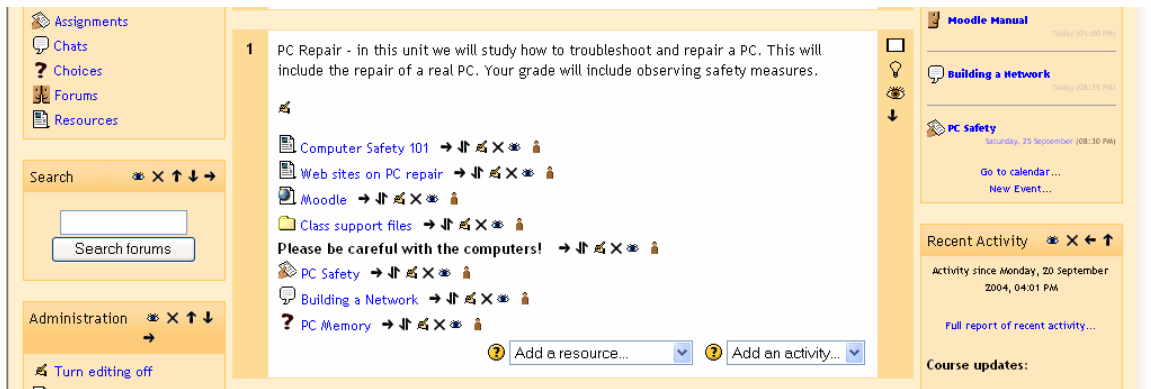 Assignments
Chats
Choices
Forums
Resources
Search
Search forums
Administration
Turn editing off
1 PC Repair - in this unit we will study how to troubleshoot and repair a PC. This will
include the repair of a real PC. Your grade will include observing safety measures.
Computer Safety 101
Web sites on PC repair
Moodle
Class support files
Please be careful with the computers!
PC Safety
Building a Network
PC Memory
Add a resource...
Add an activity...
Moodle Manual
Today (01:00 PM)
Building a Network
Today (08:15 PM)
PC Safety
Saturday, 25 September (08:30 PM)
Go to calendar...
New Event...
Recent Activity
Activity since Monday, 20 September
2004, 04:01 PM
Full report of recent activity...
Course updates: